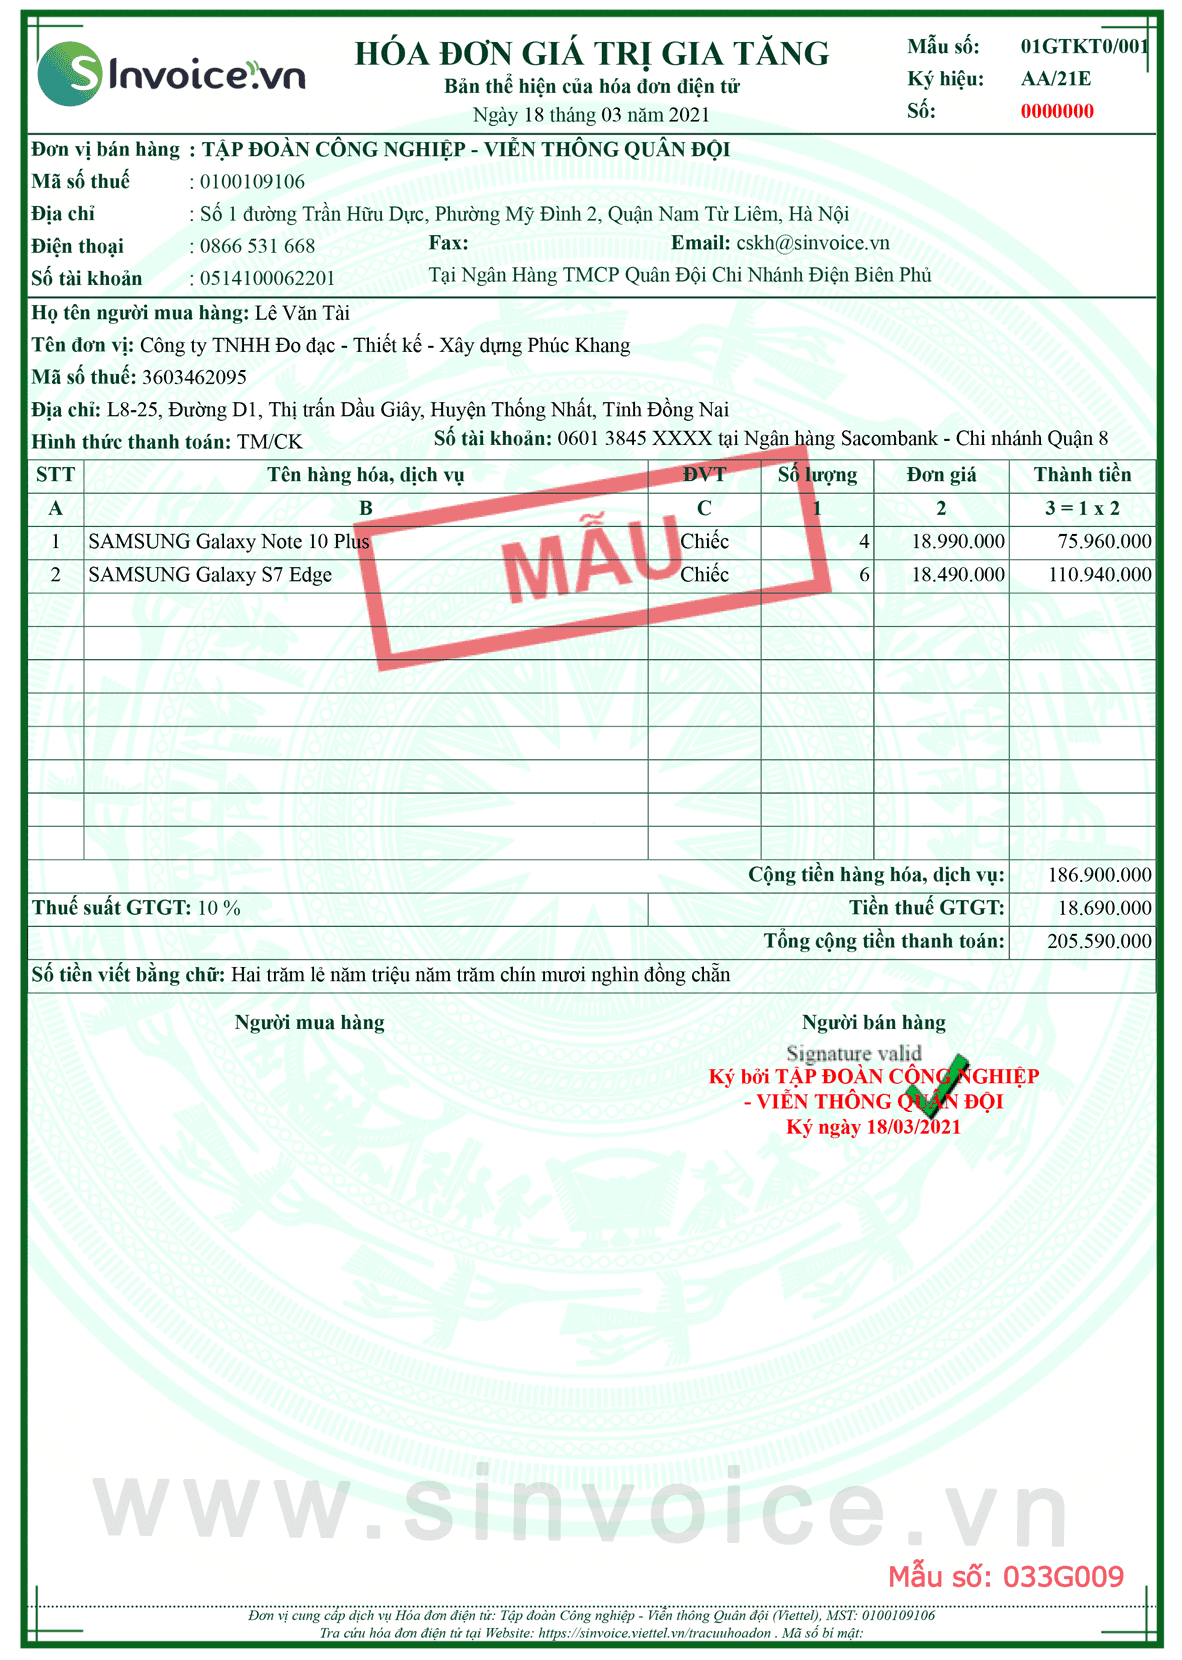 SInvoice.vn
HÓA ĐƠN GIÁ TRỊ GIA TĂNG
Bản thể hiện của hóa đơn điện tử
Ngày 18 tháng 03 năm 2021
Mẫu số: 01GTKT0/001
Ký hiệu: AA/21E
Số: 0000000
Đơn vị bán hàng : TẬP ĐOÀN CÔNG NGHIỆP - VIỄN THÔNG QUÂN ĐỘI
Mã số thuế : 0100109106
Địa chỉ : Số 1 đường Trần Hữu Dực, Phường Mỹ Đình 2, Quận Nam Từ Liêm, Hà Nội
Điện thoại : 0866 531 668 Fax: Email: cskh@sinvoice.vn
Số tài khoản : 0514100062201 Tại Ngân Hàng TMCP Quân Đội Chi Nhánh Điện Biên Phủ
Họ tên người mua hàng: Lê Văn Tài
Tên đơn vị: Công ty TNHH Đo đạc - Thiết kế - Xây dựng Phúc Khang
Mã số thuế: 3603462095
Địa chỉ: L8-25, Đường D1, Thị trấn Dầu Giây, Huyện Thống Nhất, Tỉnh Đồng Nai
Hình thức thanh toán: TM/CK Số tài khoản: 0601 3845 XXXX tại Ngân hàng Sacombank - Chi nhánh Quận 8
STT Tên hàng hóa, dịch vụ ĐVT Số lượng Đơn giá Thành tiền
A B C 1 2 3 = 1 x 2
1 SAMSUNG Galaxy Note 10 Plus Chiếc 4 18.990.000 75.960.000
2 SAMSUNG Galaxy S7 Edge Chiếc 6 18.490.000 110.940.000
MẪU
Cộng tiền hàng hóa, dịch vụ: 186.900.000
Thuế suất GTGT: 10 % Tiền thuế GTGT: 18.690.000
Tổng cộng tiền thanh toán: 205.590.000
Số tiền viết bằng chữ: Hai trăm lẻ năm triệu năm trăm chín mươi nghìn đồng chẵn
Người mua hàng Người bán hàng
Signature valid
Ký bởi TẬP ĐOÀN CÔNG NGHIỆP
- VIỄN THÔNG QUÂN ĐỘI
Ký ngày 18/03/2021
www.sinvoice.vn
Mẫu số: 033G009
Đơn vị cung cấp dịch vụ Hóa đơn điện tử: Tập đoàn Công nghiệp - Viễn thông Quân đội (Viettel), MST: 0100109106
Tra cứu hóa đơn điện tử tại Website: https://sinvoice.viettel.vn/tracuuhoadon . Mã số bí mật: